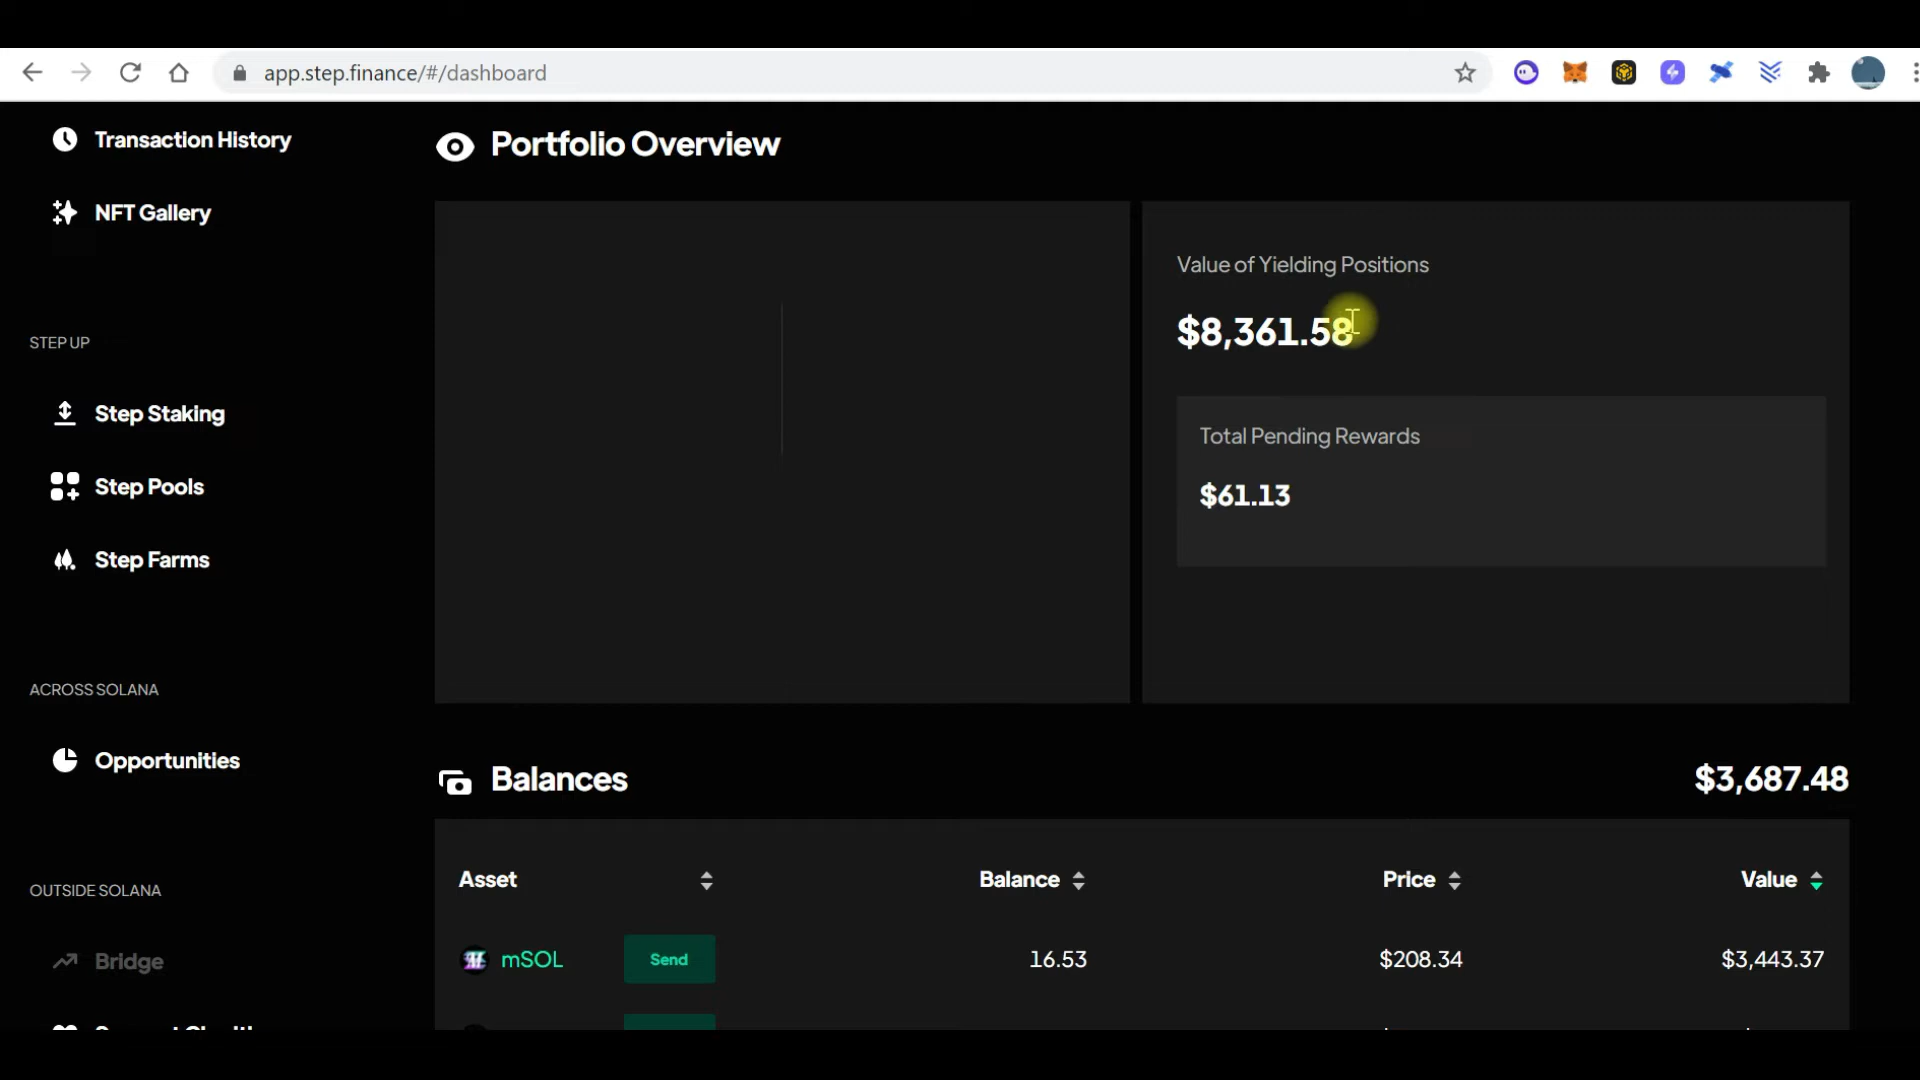 app.step.finance/#/dashboard
Transaction History
NFT Gallery
STEP UP
Step Staking
Step Pools
Step Farms
ACROSS SOLANA
Opportunities
OUTSIDE SOLANA
Bridge
Portfolio Overview
Value of Yielding Positions
$8,361.58
Total Pending Rewards
$61.13
Balances $3,687.48
Asset Balance Price Value
mSOL Send 16.53 $208.34 $3,443.37